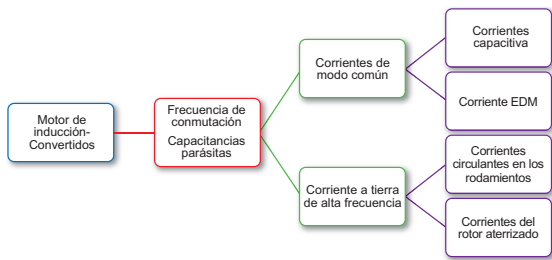 Motor de
inducción-
Convertidos
Frecuencia de
conmutación
Capacitancias
parásitas
Corrientes de
modo común
Corriente a tierra
de alta frecuencia
Corrientes
capacitiva
Corriente EDM
Corrientes
circulantes en los
rodamientos
Corrientes del
rotor aterrizado